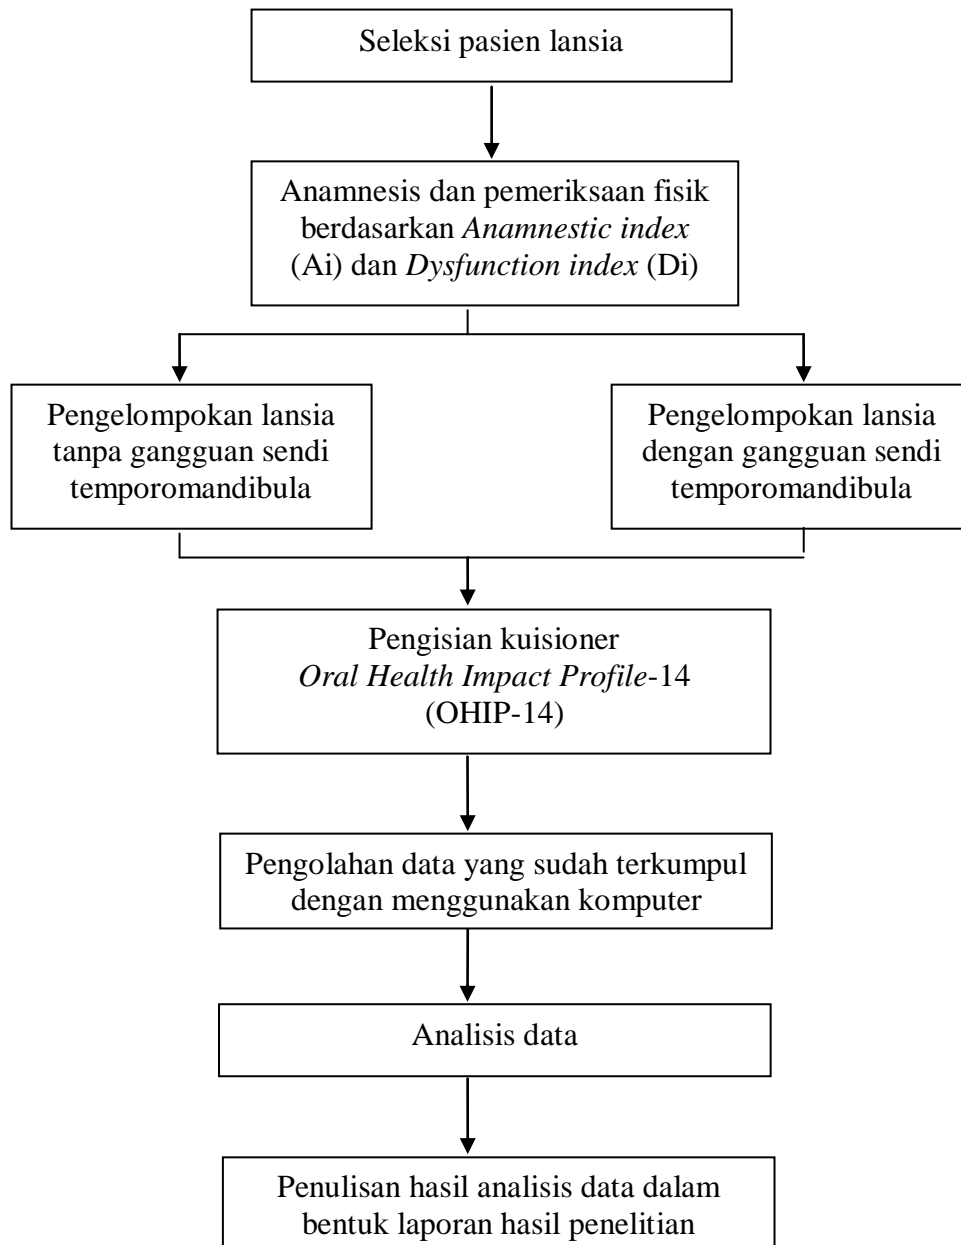 Seleksi pasien lansia
Anamnesis dan pemeriksaan fisik
berdasarkan Anamnestic index
(Ai) dan Dysfunction index (Di)
Pengelompokan lansia
tanpa gangguan sendi
temporomandibula
Pengelompokan lansia
dengan gangguan sendi
temporomandibula
Pengisian kuisioner
Oral Health Impact Profile-14
(OHIP-14)
Pengolahan data yang sudah terkumpul
dengan menggunakan komputer
Analisis data
Penulisan hasil analisis data dalam
bentuk laporan hasil penelitian